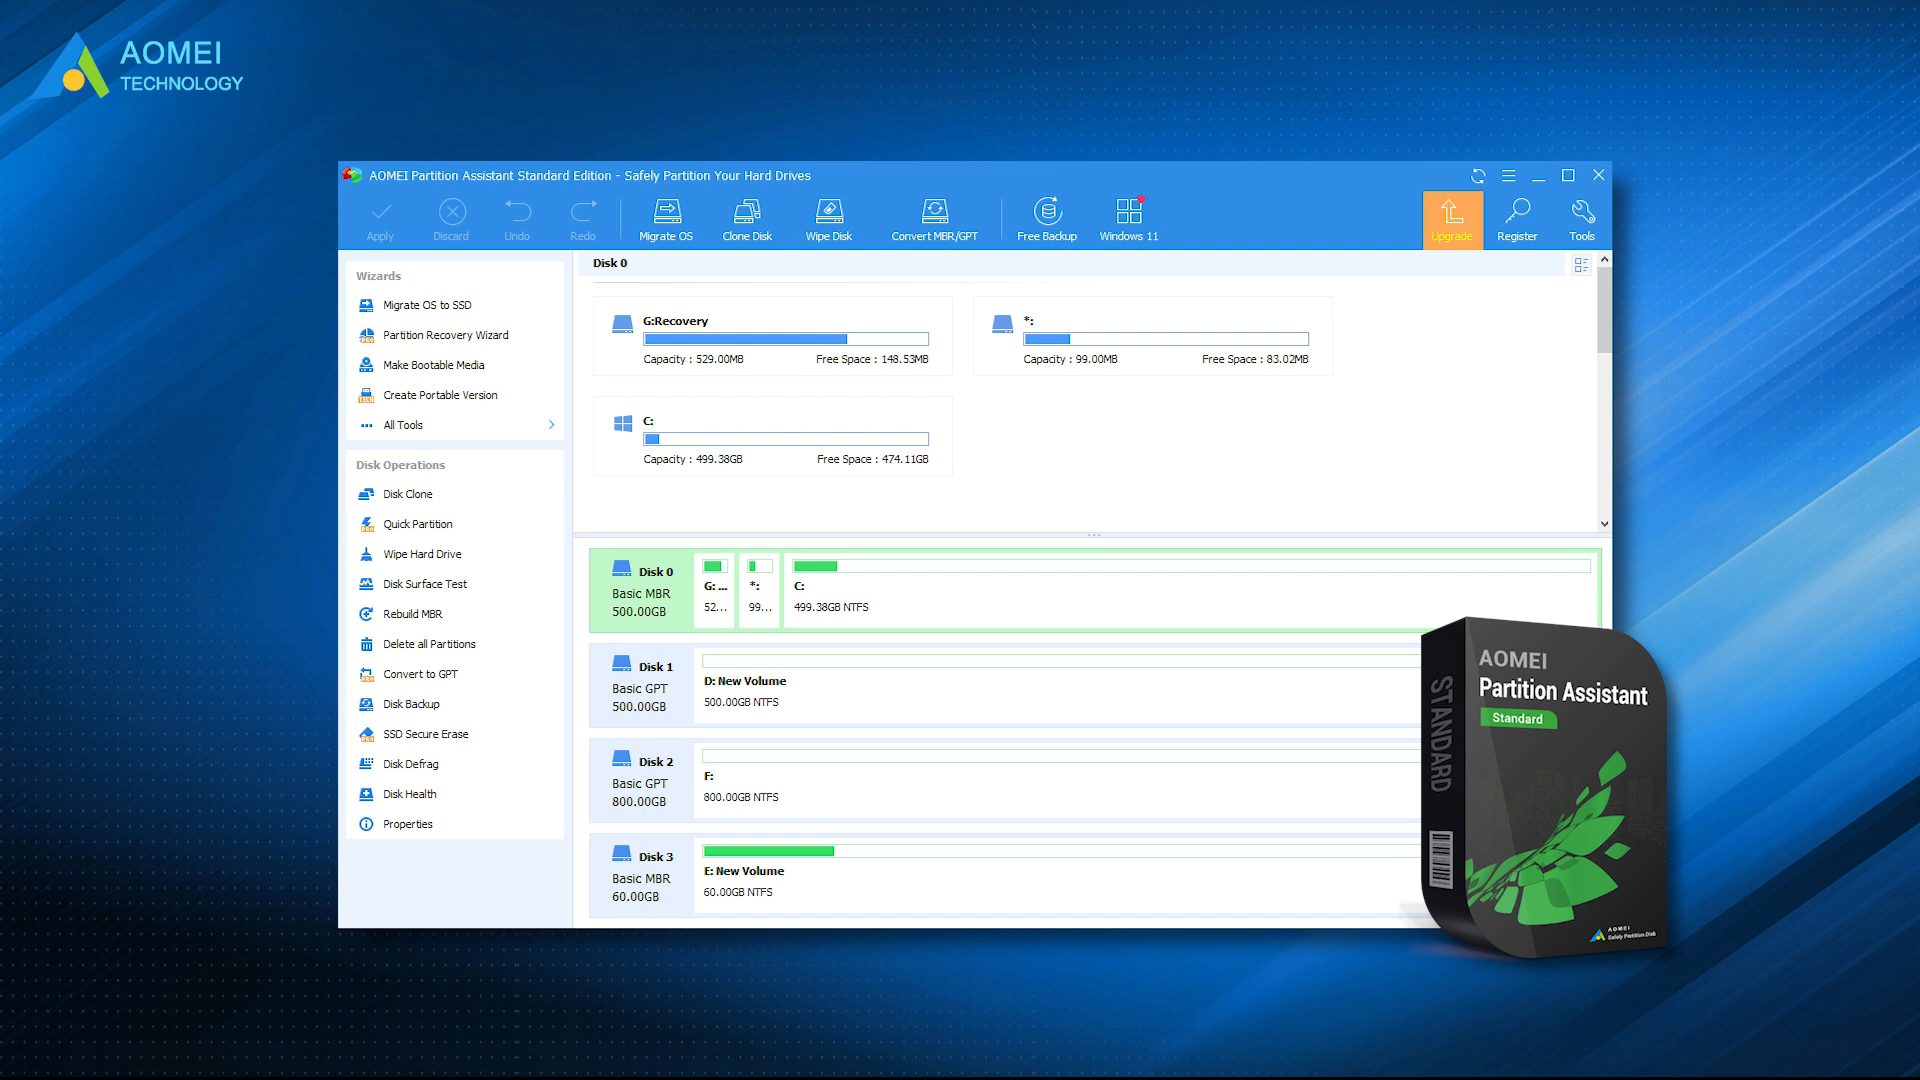 AOMEI
TECHNOLOGY
AOMEI Partition Assistant Standard Edition - Safely Partition Your Hard Drives
Apply
Discard
Undo
Redo
Migrate OS
Clone Disk
Wipe Disk
Convert MBR/GPT
Free Backup
Windows 11
Upgrade
Register
Tools
Wizards
Migrate OS to SSD
Partition Recovery Wizard
Make Bootable Media
Create Portable Version
All Tools
Disk Operations
Disk Clone
Quick Partition
Wipe Hard Drive
Disk Surface Test
Rebuild MBR
Delete all Partitions
Convert to GPT
Disk Backup
SSD Secure Erase
Disk Defrag
Disk Health
Properties
Disk 0
G:Recovery
Capacity : 529.00MB Free Space : 148.53MB
*:
Capacity : 99.00MB Free Space : 83.02MB
C:
Capacity : 499.38GB Free Space : 474.11GB
Disk 0
Basic MBR
500.00GB
G: ...
52...
*:
99...
C:
499.38GB NTFS
Disk 1
Basic GPT
500.00GB
D: New Volume
500.00GB NTFS
Disk 2
Basic GPT
800.00GB
F:
800.00GB NTFS
Disk 3
Basic MBR
60.00GB
E: New Volume
60.00GB NTFS
STANDARD
AOMEI
Partition Assistant
Standard
AOMEI
Safely Partition Disk